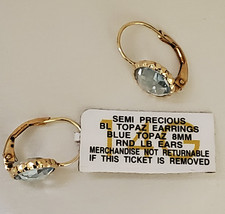 SEMI PRECIOUS
BL TOPAZ EARRINGS
BLUE TOPAZ 8MM
RND LB EARS
MERCHANDISE NOT RETURNABLE
IF THIS TICKET IS REMOVED